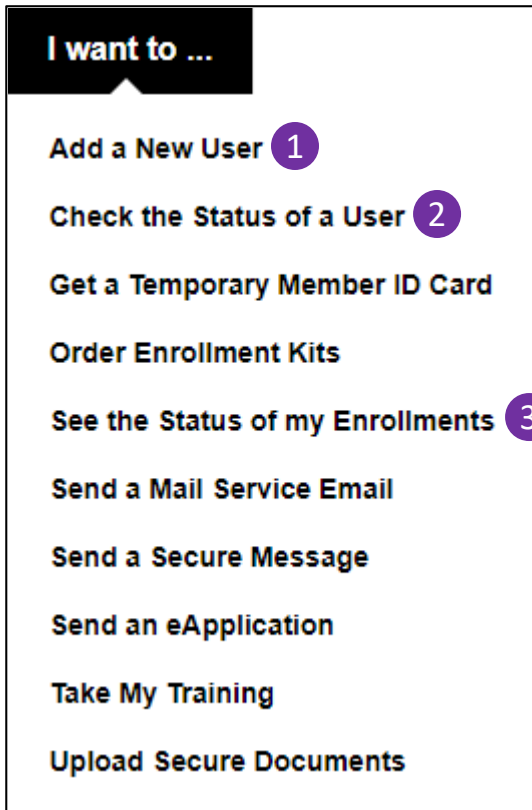 I want to ...
Add a New User 1
Check the Status of a User 2
Get a Temporary Member ID Card
Order Enrollment Kits
See the Status of my Enrollments 3
Send a Mail Service Email
Send a Secure Message
Send an eApplication
Take My Training
Upload Secure Documents